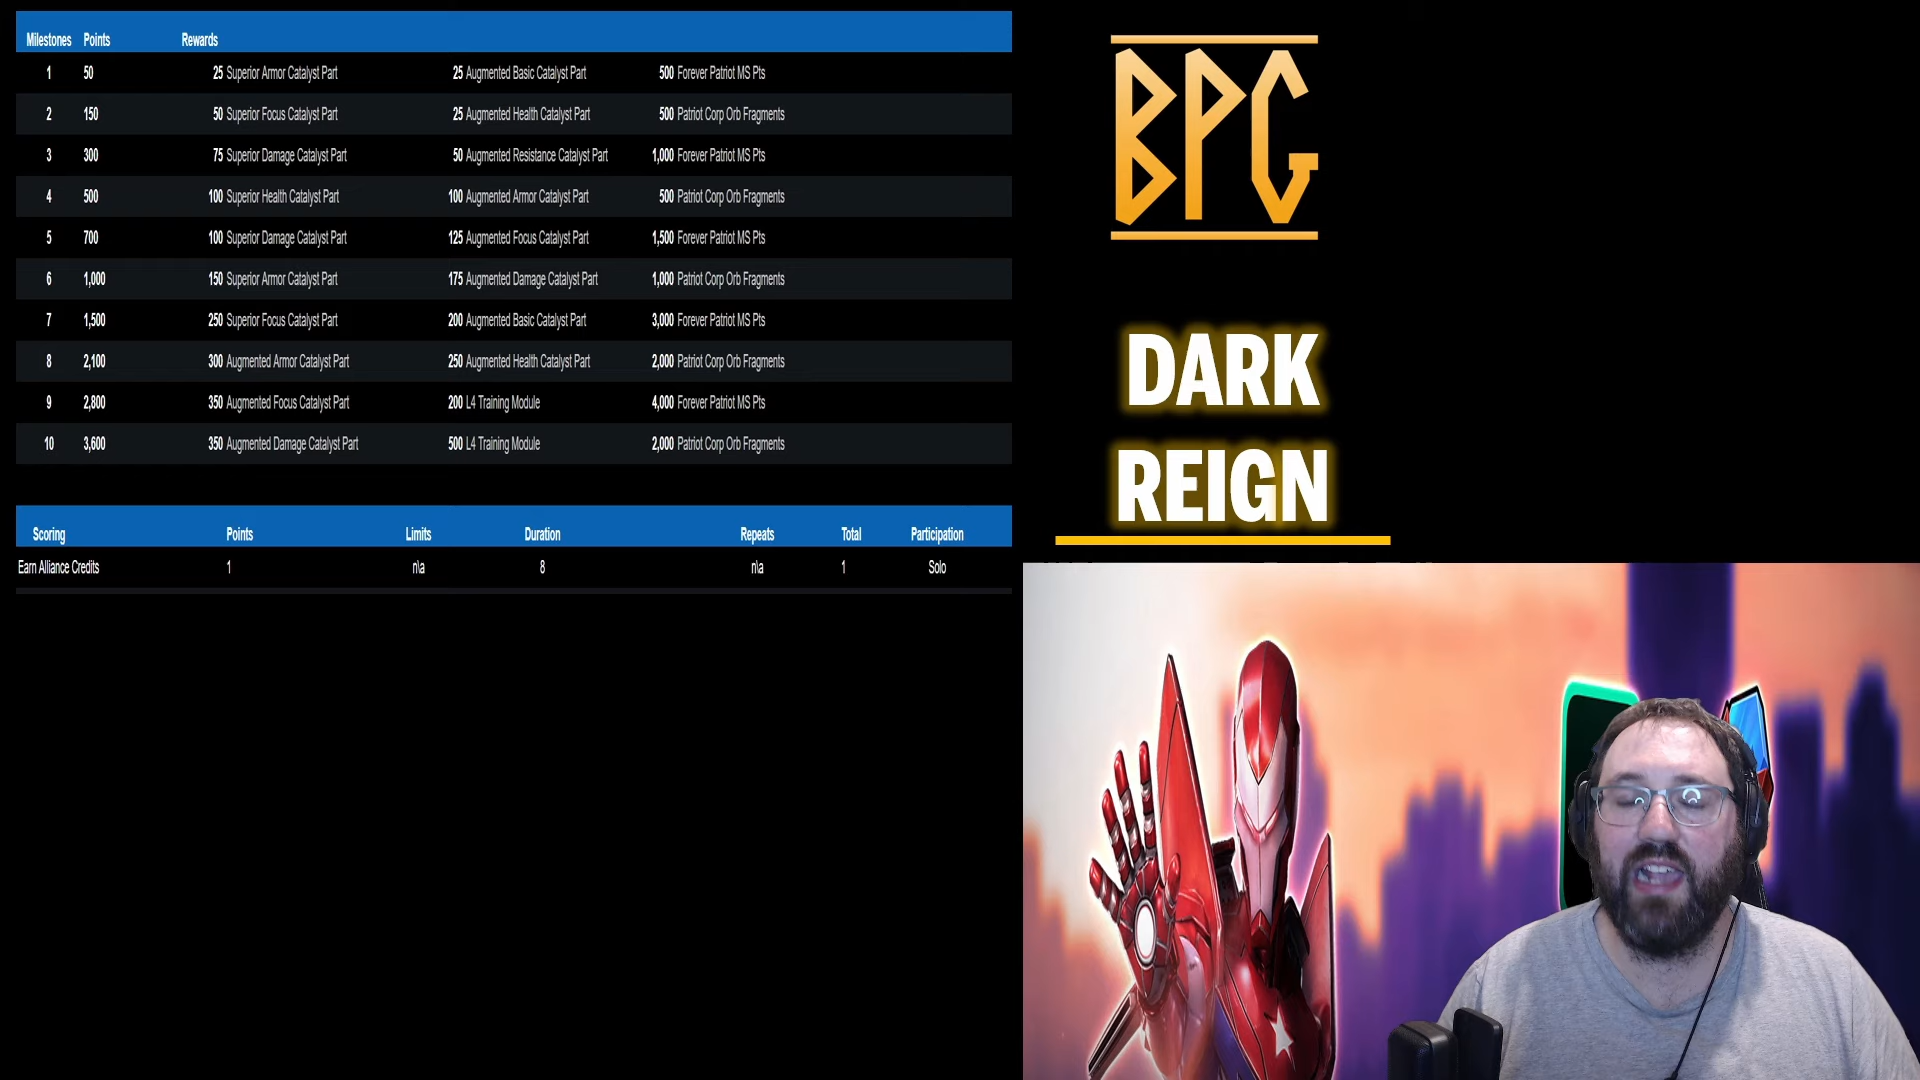 Milestones Points Rewards
1 50 25 Superior Armor Catalyst Part 25 Augmented Basic Catalyst Part 500 Forever Patriot MS Pts
2 150 50 Superior Focus Catalyst Part 25 Augmented Health Catalyst Part 500 Patriot Corp Orb Fragments
3 300 75 Superior Damage Catalyst Part 50 Augmented Resistance Catalyst Part 1,000 Forever Patriot MS Pts
4 500 100 Superior Health Catalyst Part 100 Augmented Armor Catalyst Part 500 Patriot Corp Orb Fragments
5 700 100 Superior Damage Catalyst Part 125 Augmented Focus Catalyst Part 1,500 Forever Patriot MS Pts
6 1,000 150 Superior Armor Catalyst Part 175 Augmented Damage Catalyst Part 1,000 Patriot Corp Orb Fragments
7 1,500 250 Superior Focus Catalyst Part 200 Augmented Basic Catalyst Part 3,000 Forever Patriot MS Pts
8 2,100 300 Augmented Armor Catalyst Part 250 Augmented Health Catalyst Part 2,000 Patriot Corp Orb Fragments
9 2,800 350 Augmented Focus Catalyst Part 200 L4 Training Module 4,000 Forever Patriot MS Pts
10 3,600 350 Augmented Damage Catalyst Part 500 L4 Training Module 2,000 Patriot Corp Orb Fragments
Scoring Points Limits Duration Repeats Total Participation
Earn Alliance Credits 1 n\a 8 n\a 1 Solo
BPG
DARK
REIGN